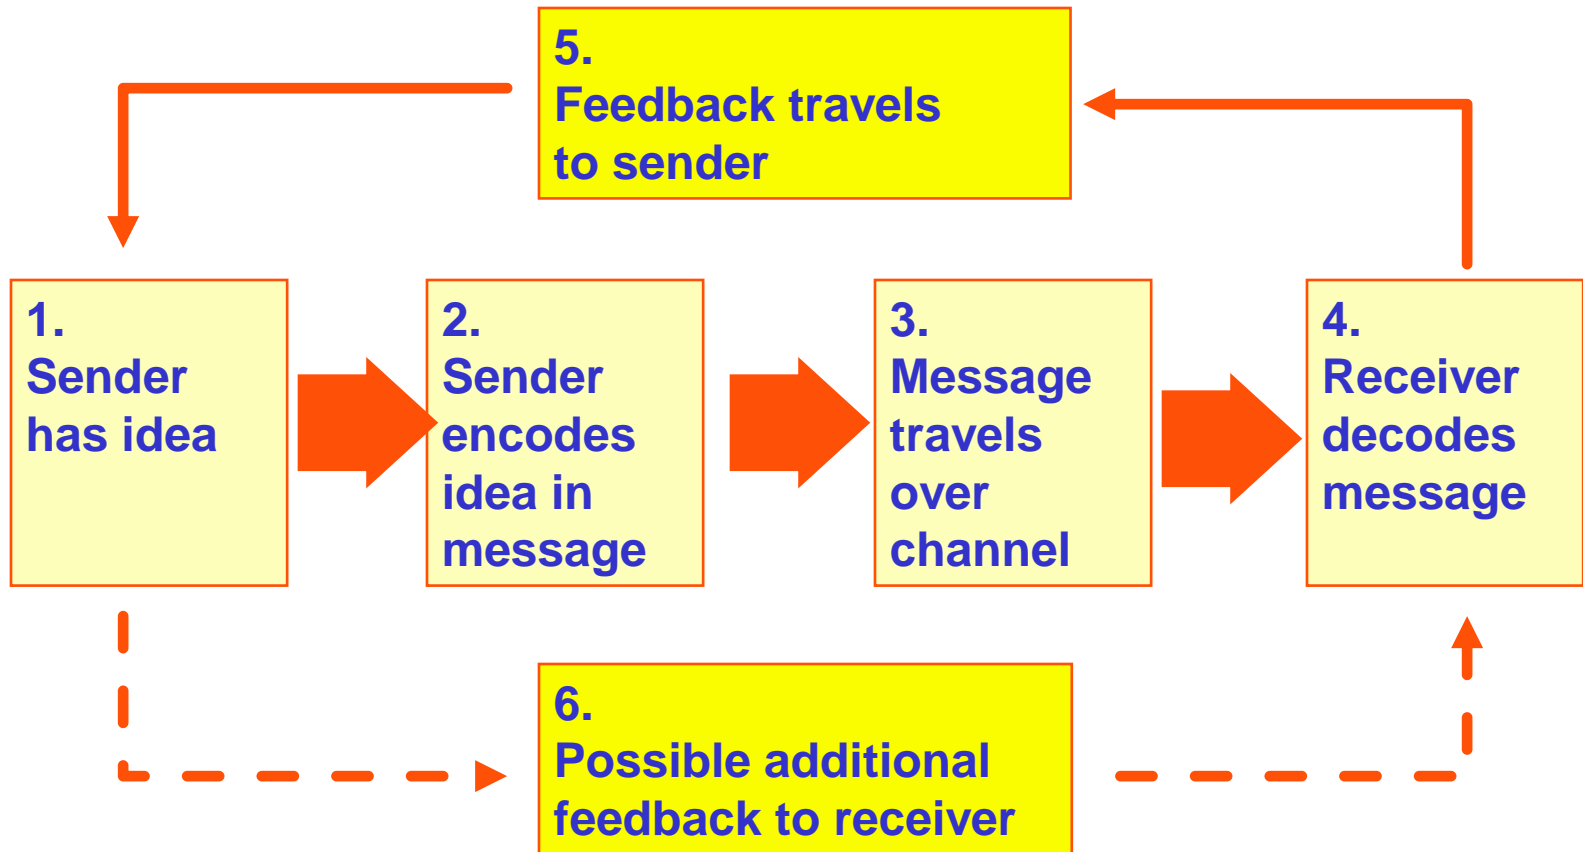 5.
Feedback travels
to sender
1.
Sender
has idea
2.
Sender
encodes
idea in
message
3.
Message
travels
over
channel
4.
Receiver
decodes
message
6.
Possible additional
feedback to receiver